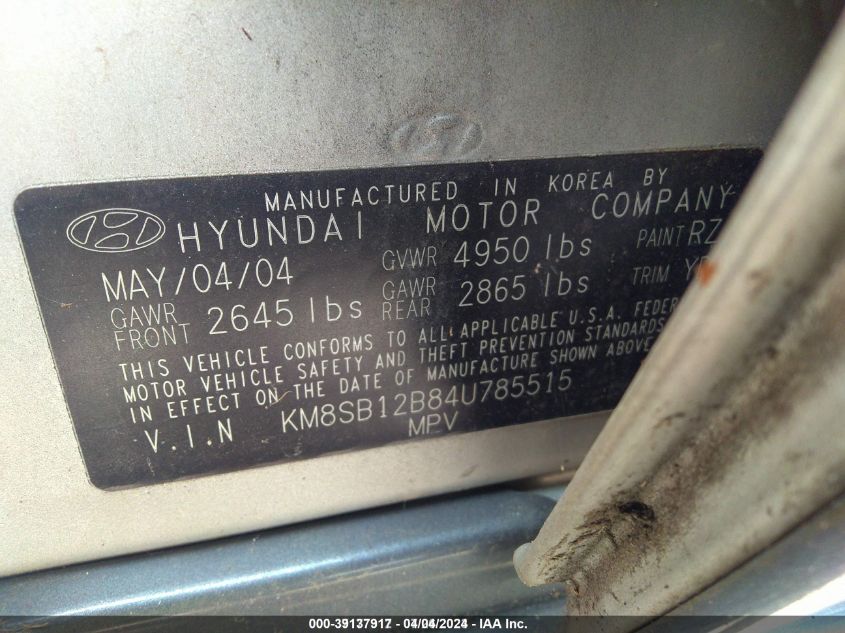 MANUFACTURED IN KOREA BY
HYUNDAI MOTOR COMPANY
MAY/04/04 GVWR 4950 lbs PAINT RZ
GAWR FRONT 2645 lbs GAWR REAR 2865 lbs TRIM
THIS VEHICLE CONFORMS TO ALL APPLICABLE U.S.A. FEDER
MOTOR VEHICLE SAFETY AND THEFT PREVENTION STANDARDS
IN EFFECT ON THE DATE OF MANUFACTURE SHOWN ABOVE
V.I.N KM8SB12B84U785515
MPV
000-39137917 - 2024 - IAA Inc.